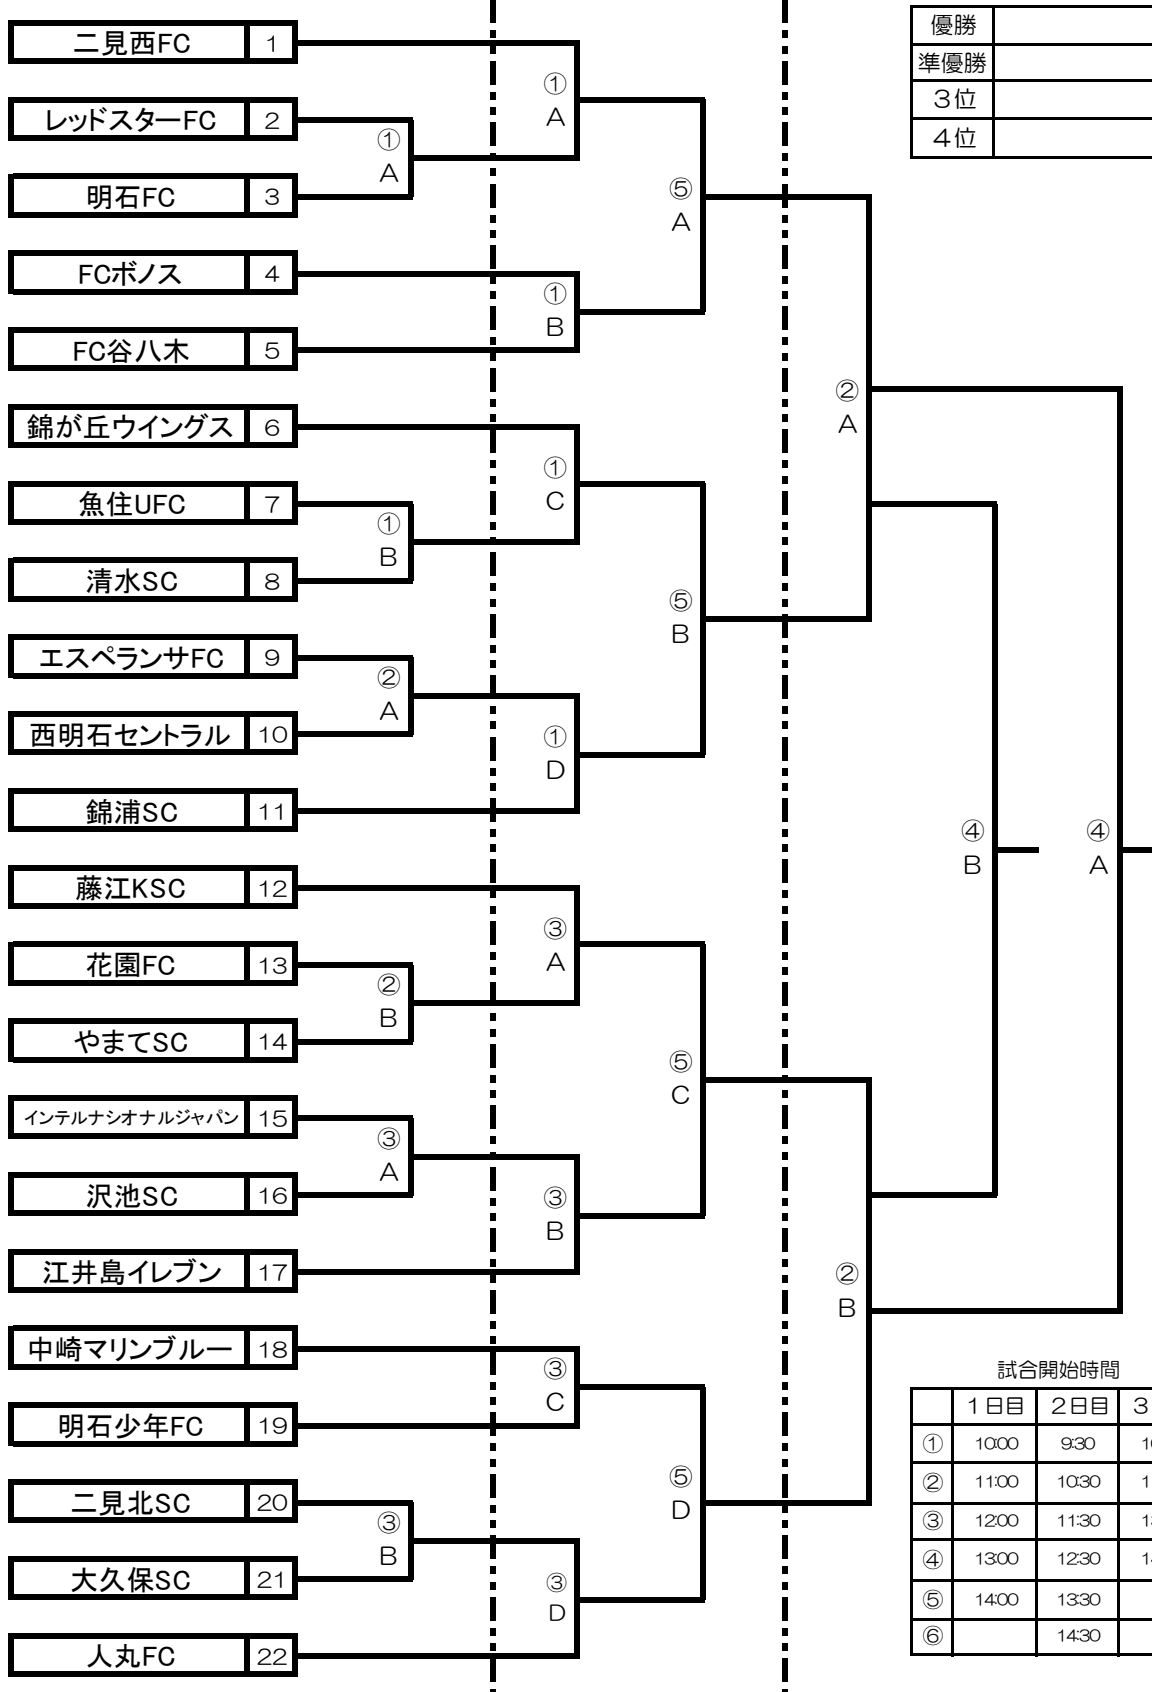 優勝
準優勝
３位
４位
二見西FC 1
レッドスターFC 2
明石FC 3
FCボノス 4
FC谷八木 5
錦が丘ウイングス 6
魚住UFC 7
清水SC 8
エスペランサFC 9
西明石セントラル 10
錦浦SC 11
藤江KSC 12
花園FC 13
やまてSC 14
インテルナシオナルジャパン 15
沢池SC 16
江井島イレブン 17
中崎マリンブルー 18
明石少年FC 19
二見北SC 20
大久保SC 21
人丸FC 22
①
A
①
B
②
A
②
B
③
A
③
B
①
A
①
B
①
C
①
D
③
A
③
B
③
C
③
D
⑤
A
⑤
B
⑤
C
⑤
D
②
A
②
B
④
B
④
A
試合開始時間
１日目 ２日目 ３
① 10:00 9:30
② 11:00 10:30
③ 12:00 11:30
④ 13:00 12:30
⑤ 14:00 13:30
⑥ 14:30